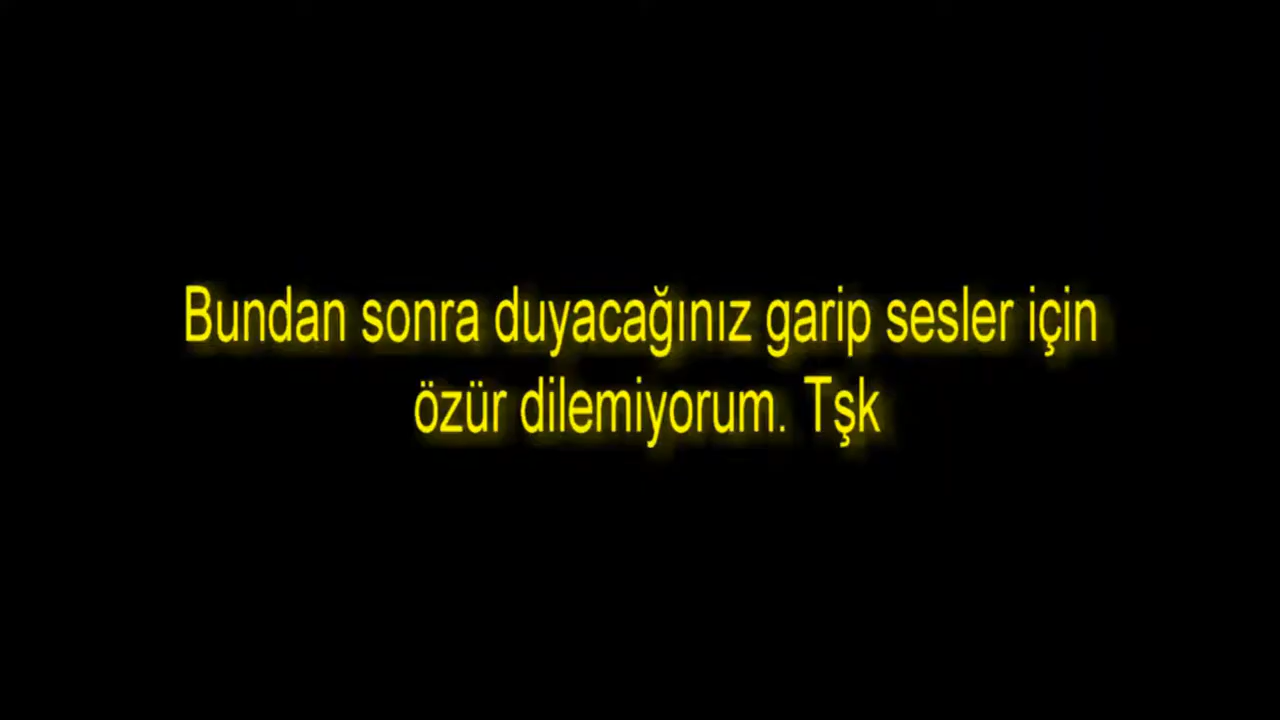 Bundan sonra duyacağınız garip sesler için
özür dilemiyorum. Tşk